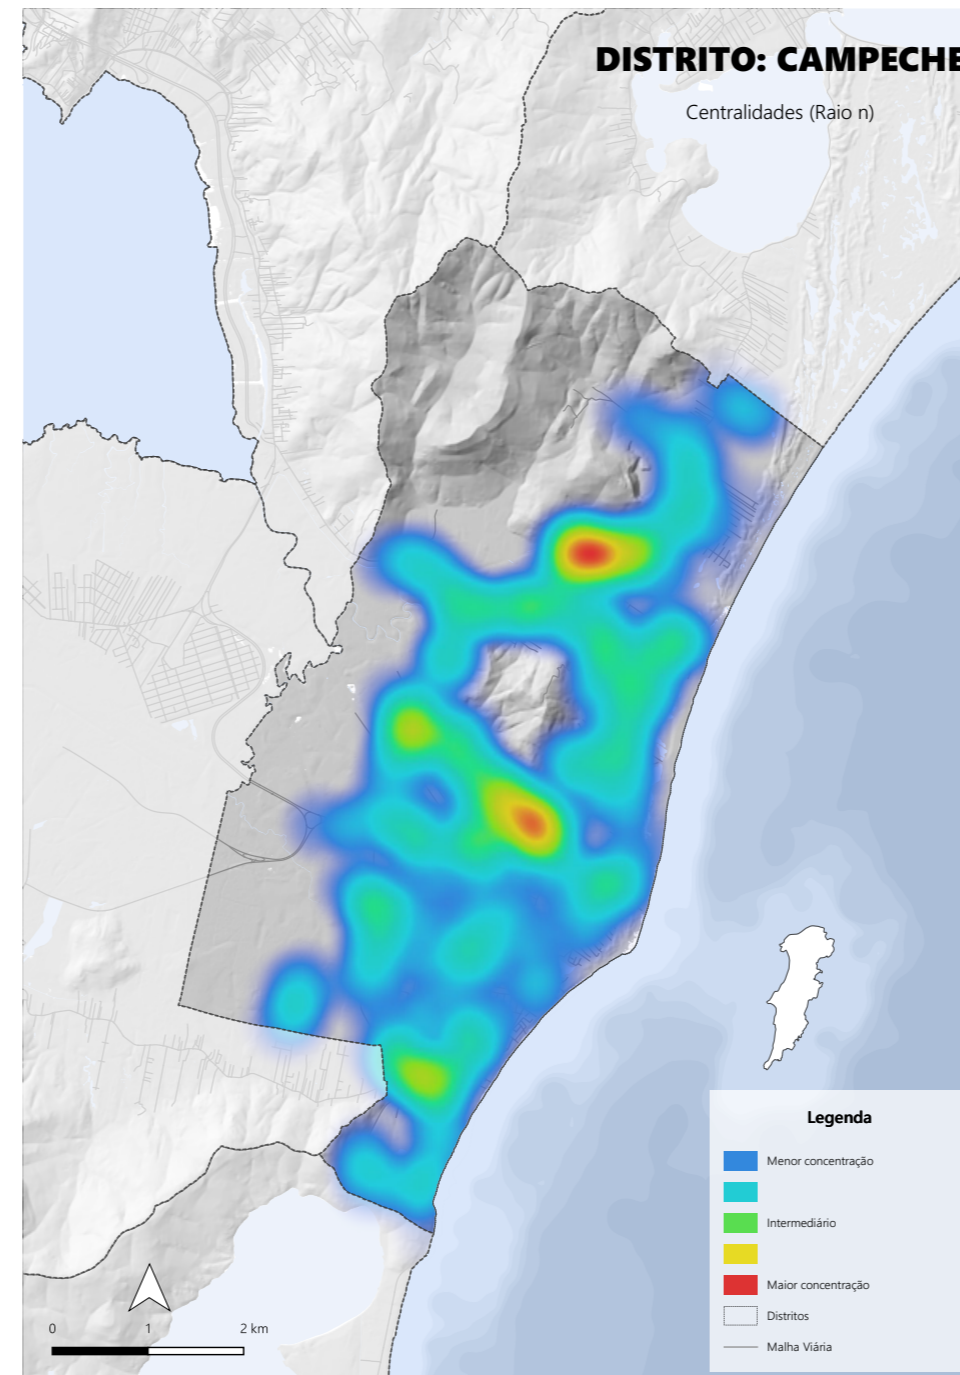 DISTRITO: CAMPECHE
Centralidades (Raio n)
Legenda
Menor concentração
Intermediário
Maior concentração
Distritos
Malha Viária
0 1 2 km